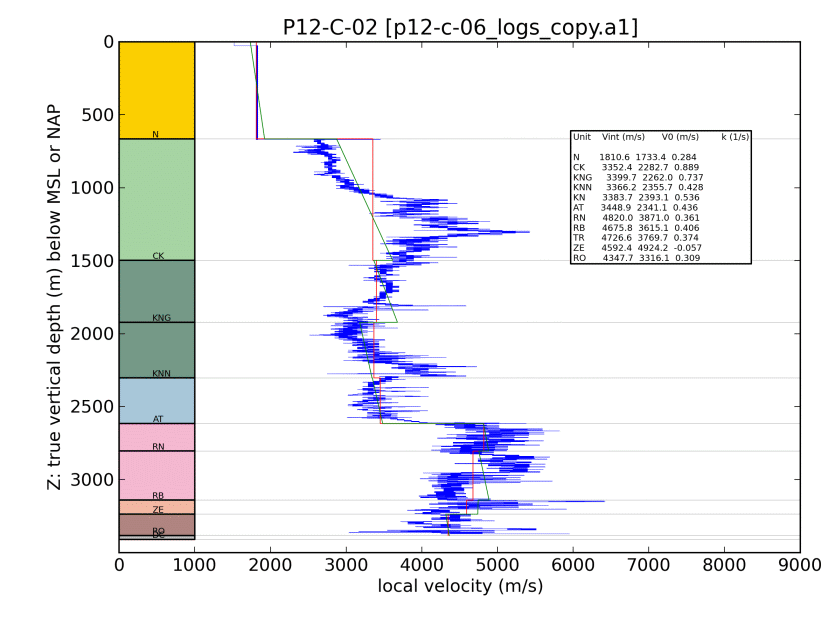 P12-C-02 [p12-c-06_logs_copy.a1]
Z: true vertical depth (m) below MSL or NAP
0
500
1000
1500
2000
2500
3000
N
CK
KNG
KNN
AT
RN
RB
ZE
RO
DC
Unit Vint (m/s) V0 (m/s) k (1/s)
N 1810.6 1733.4 0.284
CK 3352.4 2282.7 0.889
KNG 3399.7 2262.0 0.737
KNN 3366.2 2355.7 0.428
KN 3383.7 2393.1 0.536
AT 3448.9 2341.1 0.436
RN 4820.0 3871.0 0.361
RB 4675.8 3615.1 0.406
TR 4726.6 3769.7 0.374
ZE 4592.4 4924.2 -0.057
RO 4347.7 3316.1 0.309
0 1000 2000 3000 4000 5000 6000 7000 8000 9000
local velocity (m/s)